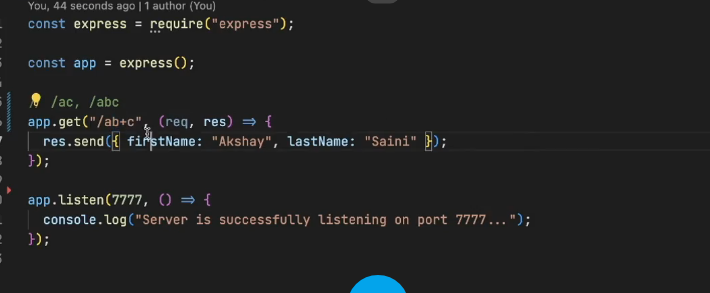 You, 44 seconds ago | 1 author (You)
const express = require("express");
const app = express();
/ /ac, /abc
app.get("/ab+c", (req, res) => {
res.send({ firstName: "Akshay", lastName: "Saini" });
});
app.listen(7777, () => {
console.log("Server is successfully listening on port 7777...");
});